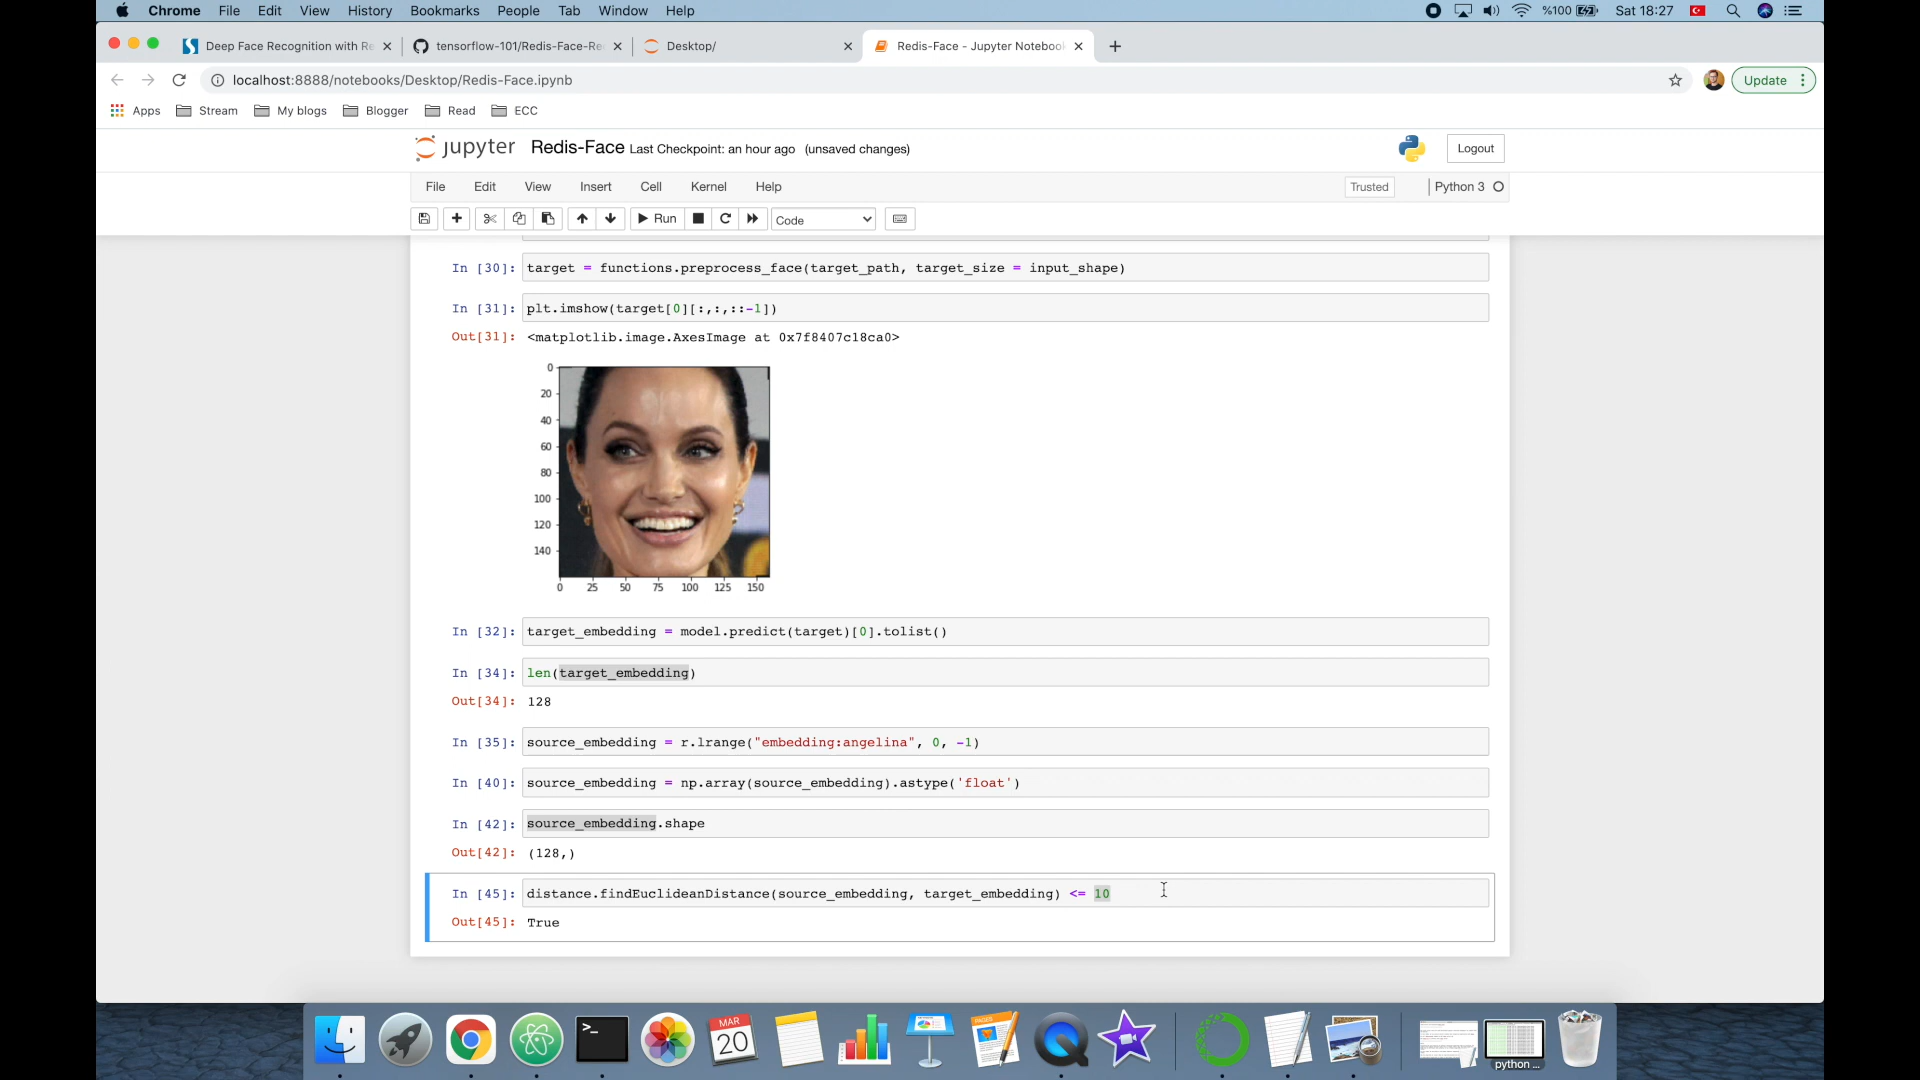 Chrome File Edit View History Bookmarks People Tab Window Help %100 Sat 18:27
Deep Face Recognition with Re
tensorflow-101/Redis-Face-Re
Desktop/
Redis-Face - Jupyter Notebook
localhost:8888/notebooks/Desktop/Redis-Face.ipynb
Update
Apps Stream My blogs Blogger Read ECC
jupyter Redis-Face Last Checkpoint: an hour ago (unsaved changes)
Logout
File Edit View Insert Cell Kernel Help
Trusted Python 3
Run Code
In [30]: target = functions.preprocess_face(target_path, target_size = input_shape)
In [31]: plt.imshow(target[0][:,:,::-1])
Out[31]: <matplotlib.image.AxesImage at 0x7f8407c18ca0>
0
20
40
60
80
100
120
140
0 25 50 75 100 125 150
In [32]: target_embedding = model.predict(target)[0].tolist()
In [34]: len(target_embedding)
Out[34]: 128
In [35]: source_embedding = r.lrange("embedding:angelina", 0, -1)
In [40]: source_embedding = np.array(source_embedding).astype('float')
In [42]: source_embedding.shape
Out[42]: (128,)
In [45]: distance.findEuclideanDistance(source_embedding, target_embedding) <= 10
Out[45]: True
MAR
20
PAGES
python ...